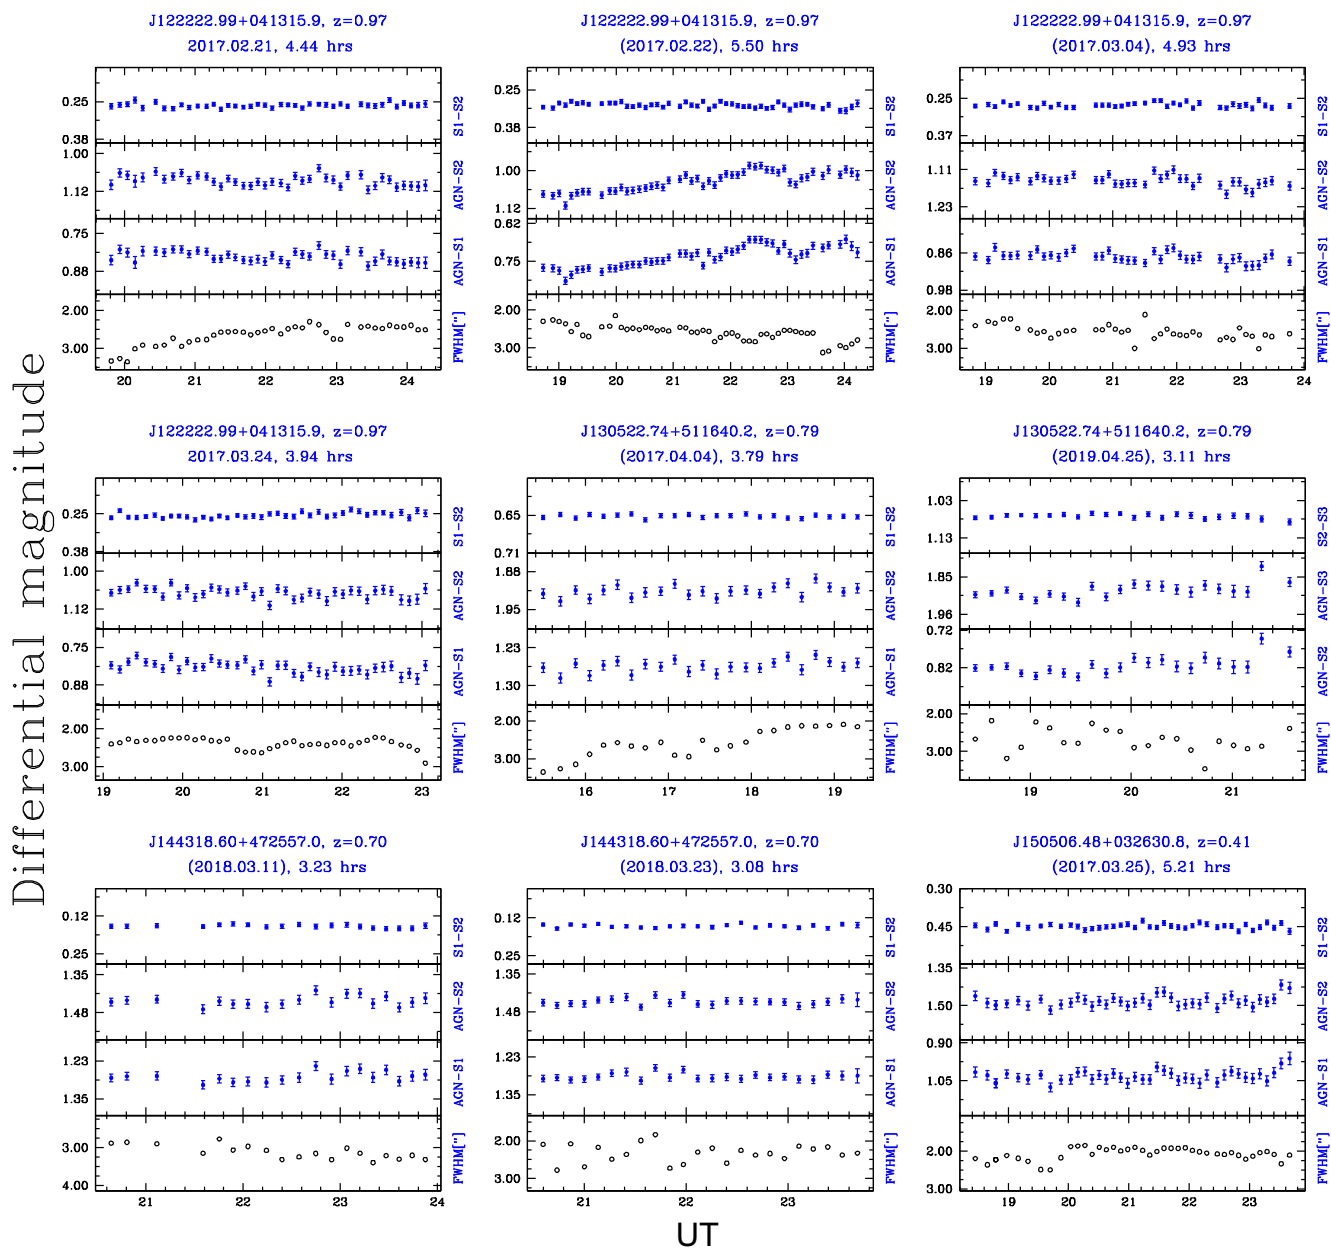 Differential magnitude
J122222.99+041315.9, z=0.97
2017.02.21, 4.44 hrs
0.25
0.38
S1-S2
1.00
1.12
AGN-S2
0.75
0.88
AGN-S1
2.00
3.00
FWHM["]
20 21 22 23 24
J122222.99+041315.9, z=0.97
(2017.02.22), 5.50 hrs
0.25
0.38
S1-S2
1.00
1.12
AGN-S2
0.62
0.75
AGN-S1
2.00
3.00
FWHM["]
19 20 21 22 23 24
J122222.99+041315.9, z=0.97
(2017.03.04), 4.93 hrs
0.25
0.37
S1-S2
1.11
1.23
AGN-S2
0.86
0.98
AGN-S1
2.00
3.00
FWHM["]
19 20 21 22 23 24
J122222.99+041315.9, z=0.97
2017.03.24, 3.94 hrs
0.25
0.38
S1-S2
1.00
1.12
AGN-S2
0.75
0.88
AGN-S1
2.00
3.00
FWHM["]
19 20 21 22 23
J130522.74+511640.2, z=0.79
(2017.04.04), 3.79 hrs
0.65
0.71
S1-S2
1.88
1.95
AGN-S2
1.23
1.30
AGN-S1
2.00
3.00
FWHM["]
16 17 18 19
J130522.74+511640.2, z=0.79
(2019.04.25), 3.11 hrs
1.03
1.13
S2-S3
1.85
1.96
AGN-S3
0.72
0.82
AGN-S2
2.00
3.00
FWHM["]
19 20 21
J144318.60+472557.0, z=0.70
(2018.03.11), 3.23 hrs
0.12
0.25
S1-S2
1.35
1.48
AGN-S2
1.23
1.35
AGN-S1
3.00
4.00
FWHM["]
21 22 23 24
J144318.60+472557.0, z=0.70
(2018.03.23), 3.08 hrs
0.12
0.25
S1-S2
1.35
1.48
AGN-S2
1.23
1.35
AGN-S1
2.00
3.00
FWHM["]
21 22 23
J150506.48+032630.8, z=0.41
(2017.03.25), 5.21 hrs
0.30
0.45
S1-S2
1.35
1.50
AGN-S2
0.90
1.05
AGN-S1
2.00
3.00
FWHM["]
19 20 21 22 23
UT